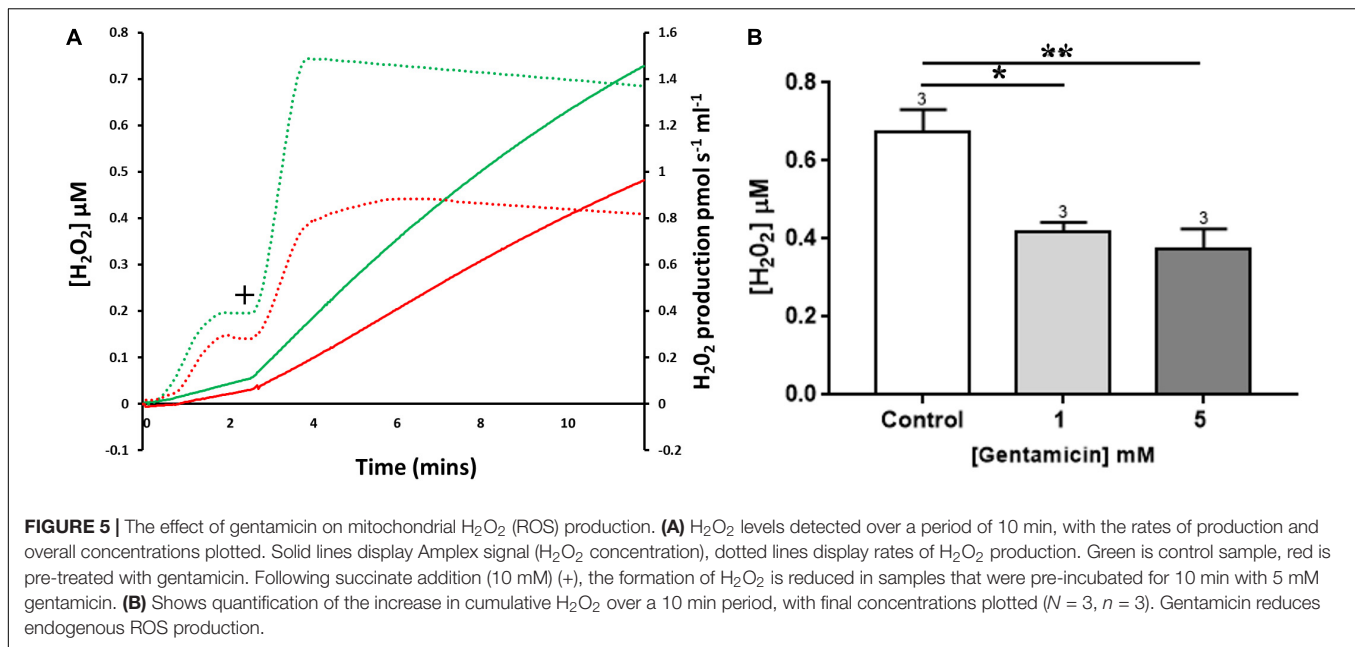 A
B
0.8
0.7
0.6
0.5
0.4
0.3
0.2
0.1
0
-0.1
[H₂O₂] µM
+
0 2 4 6 8 10
Time (mins)
1.6
1.4
1.2
1
0.8
0.6
0.4
0.2
0
-0.2
H₂0₂ production pmol s⁻¹ ml⁻¹
**
*
0.8
0.6
0.4
0.2
0.0
[H₂0₂] µM
3 3 3
Control 1 5
[Gentamicin] mM
FIGURE 5 | The effect of gentamicin on mitochondrial H₂O₂ (ROS) production. (A) H₂O₂ levels detected over a period of 10 min, with the rates of production and
overall concentrations plotted. Solid lines display Amplex signal (H₂O₂ concentration), dotted lines display rates of H₂O₂ production. Green is control sample, red is
pre-treated with gentamicin. Following succinate addition (10 mM) (+), the formation of H₂O₂ is reduced in samples that were pre-incubated for 10 min with 5 mM
gentamicin. (B) Shows quantification of the increase in cumulative H₂O₂ over a 10 min period, with final concentrations plotted (N = 3, n = 3). Gentamicin reduces
endogenous ROS production.